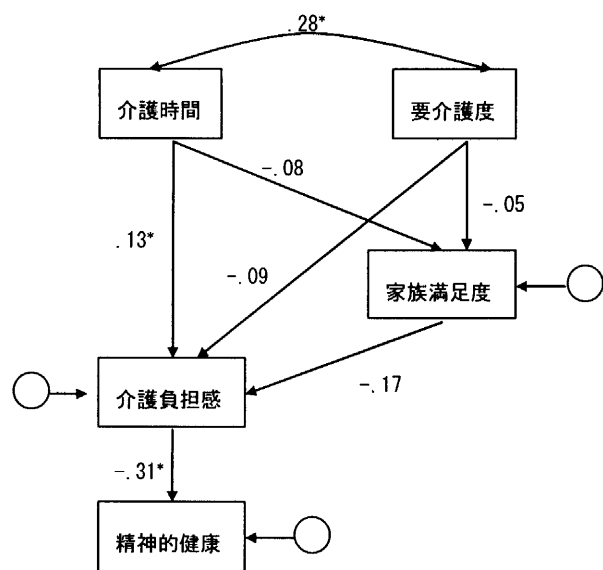 .28*
介護時間
要介護度
-.08
-.05
.13*
-.09
家族満足度
-.17
介護負担感
-.31*
精神的健康